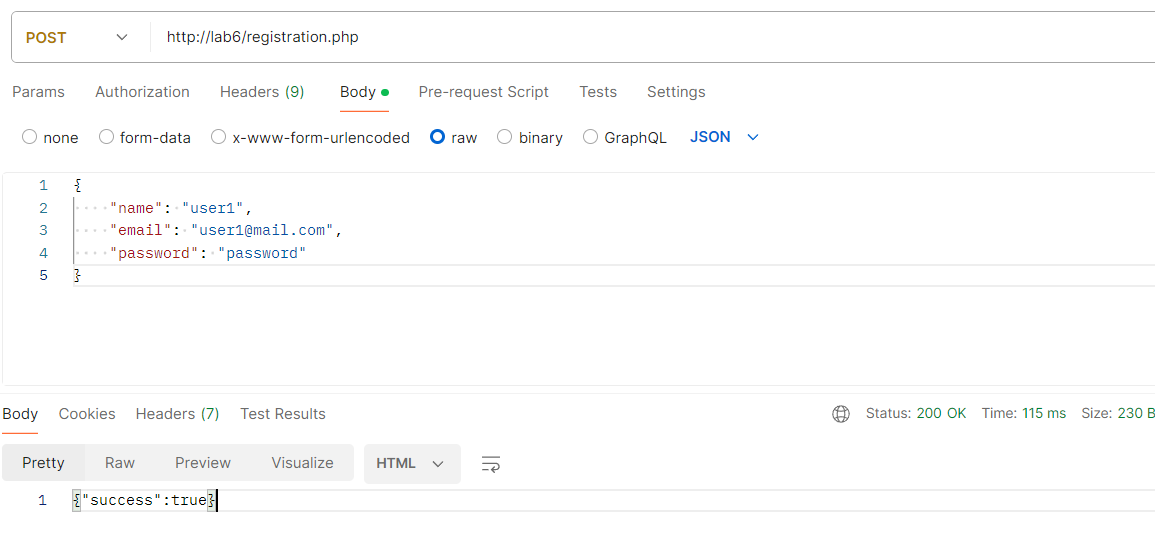 POST http://lab6/registration.php
Params Authorization Headers (9) Body Pre-request Script Tests Settings
none form-data x-www-form-urlencoded raw binary GraphQL JSON
1 {
2 ····"name":·"user1",
3 ····"email":·"user1@mail.com",
4 ····"password":·"password"
5 }
Body Cookies Headers (7) Test Results Status: 200 OK Time: 115 ms Size: 230 B
Pretty Raw Preview Visualize HTML
1 {"success":true}